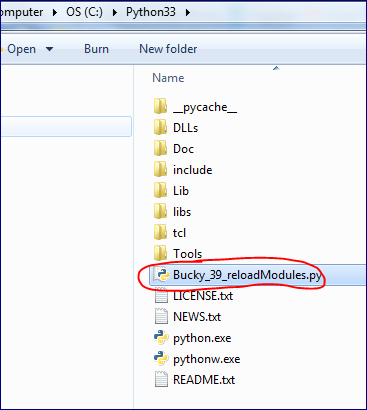 omputer ▸ OS (C:) ▸ Python33 ▸
Open ▼ Burn New folder
Name
__pycache__
DLLs
Doc
include
Lib
libs
tcl
Tools
Bucky_39_reloadModules.py
LICENSE.txt
NEWS.txt
python.exe
pythonw.exe
README.txt